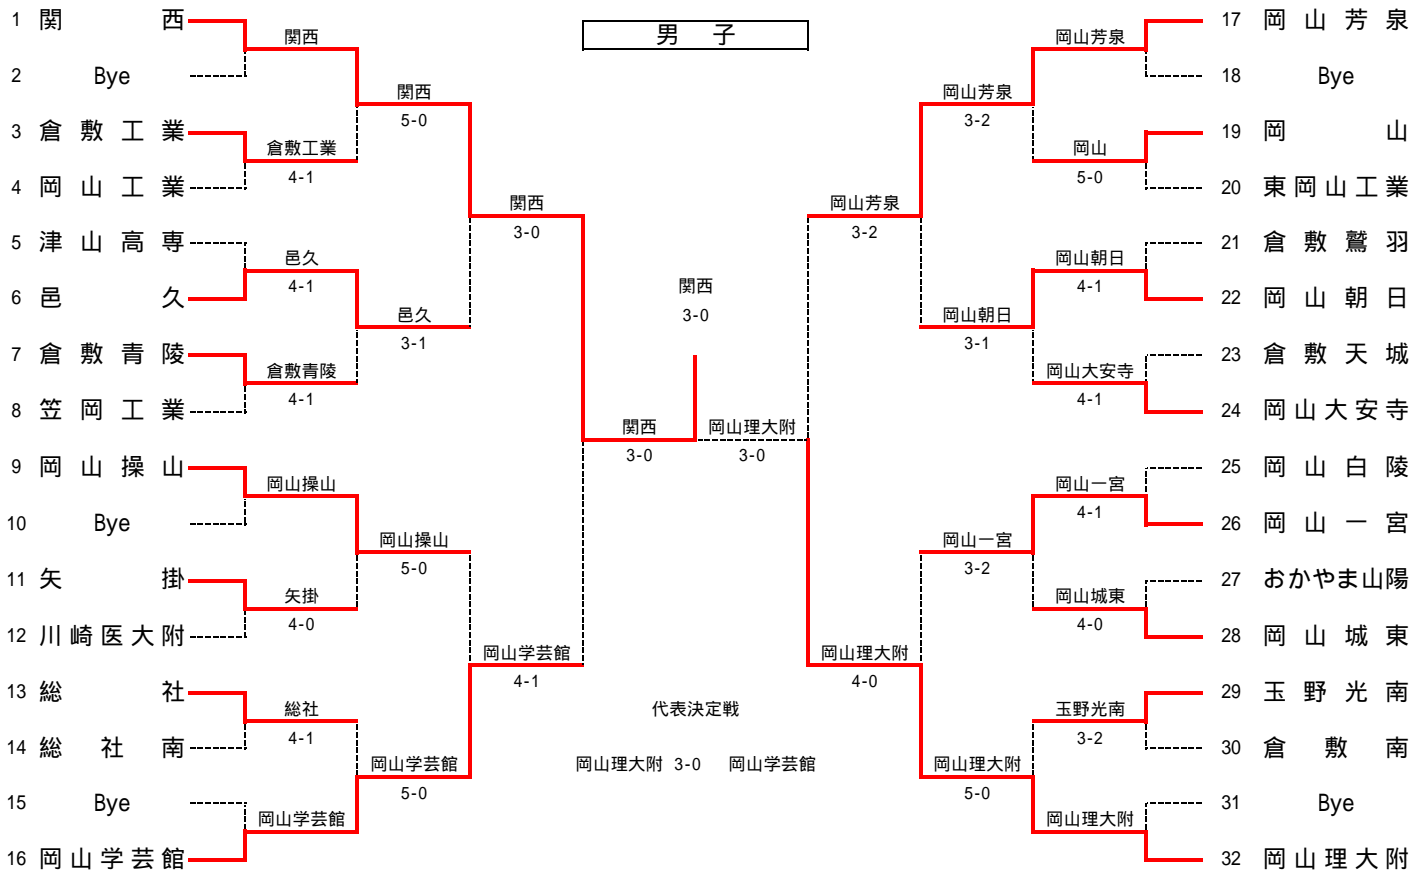 男子
1 関西
2 Bye
3 倉敷工業
4 岡山工業
5 津山高専
6 邑久
7 倉敷青陵
8 笠岡工業
9 岡山操山
10 Bye
11 矢掛
12 川崎医大附
13 総社
14 総社南
15 Bye
16 岡山学芸館
関西
倉敷工業
4-1
邑久
4-1
倉敷青陵
4-1
岡山操山
矢掛
4-0
総社
4-1
岡山学芸館
関西
5-0
邑久
3-1
岡山操山
5-0
岡山学芸館
5-0
関西
3-0
岡山学芸館
4-1
関西
3-0
関西
3-0
岡山理大附
3-0
代表決定戦
岡山理大附 3-0 岡山学芸館
岡山芳泉
3-2
岡山理大附
4-0
岡山芳泉
3-2
岡山朝日
3-1
岡山一宮
3-2
岡山理大附
5-0
岡山芳泉
岡山
5-0
岡山朝日
4-1
岡山大安寺
4-1
岡山一宮
4-1
岡山城東
4-0
玉野光南
3-2
岡山理大附
17 岡山芳泉
18 Bye
19 岡山
20 東岡山工業
21 倉敷鷲羽
22 岡山朝日
23 倉敷天城
24 岡山大安寺
25 岡山白陵
26 岡山一宮
27 おかやま山陽
28 岡山城東
29 玉野光南
30 倉敷南
31 Bye
32 岡山理大附